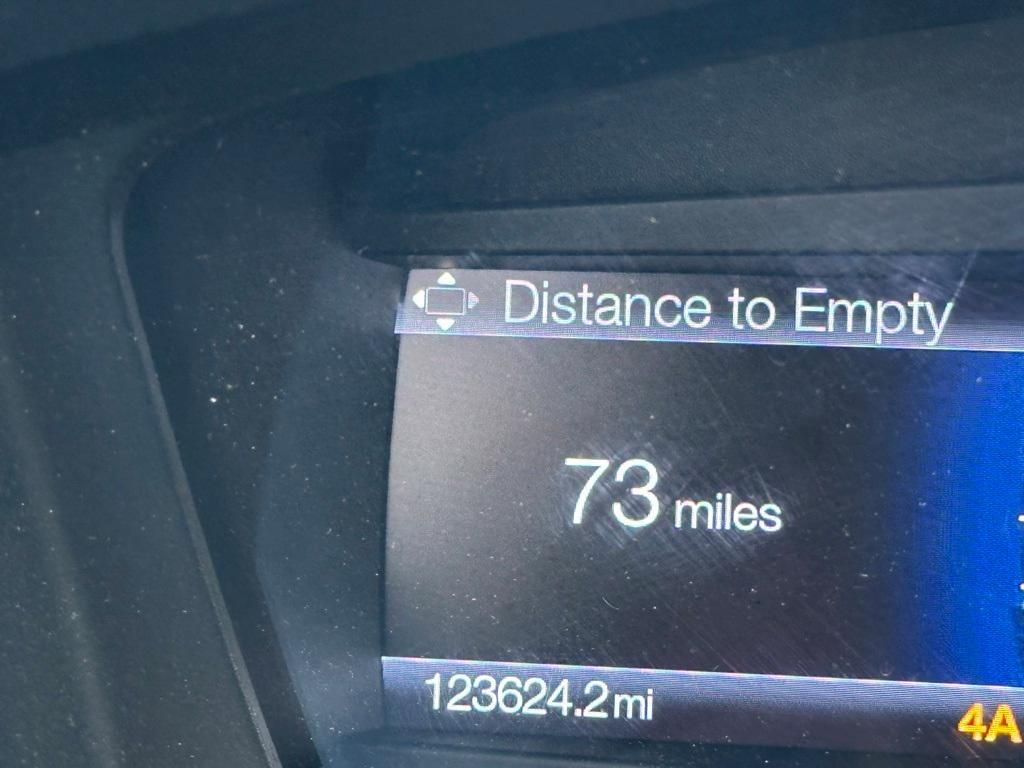 Distance to Empty
73 miles
123624.2mi
4A